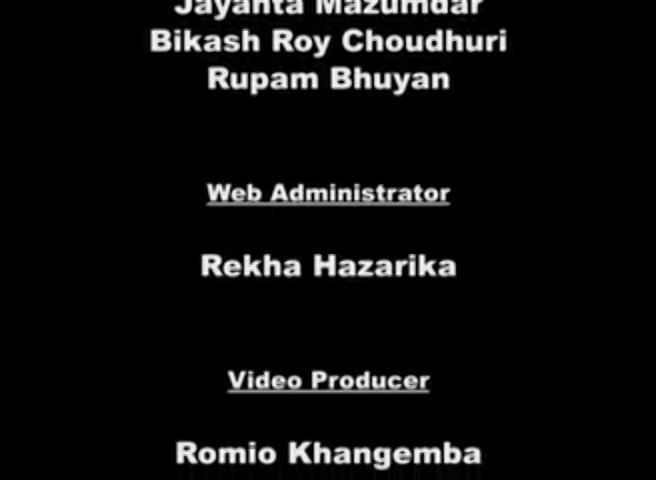 Jayanta Mazumdar
Bikash Roy Choudhuri
Rupam Bhuyan
Web Administrator
Rekha Hazarika
Video Producer
Romio Khangemba